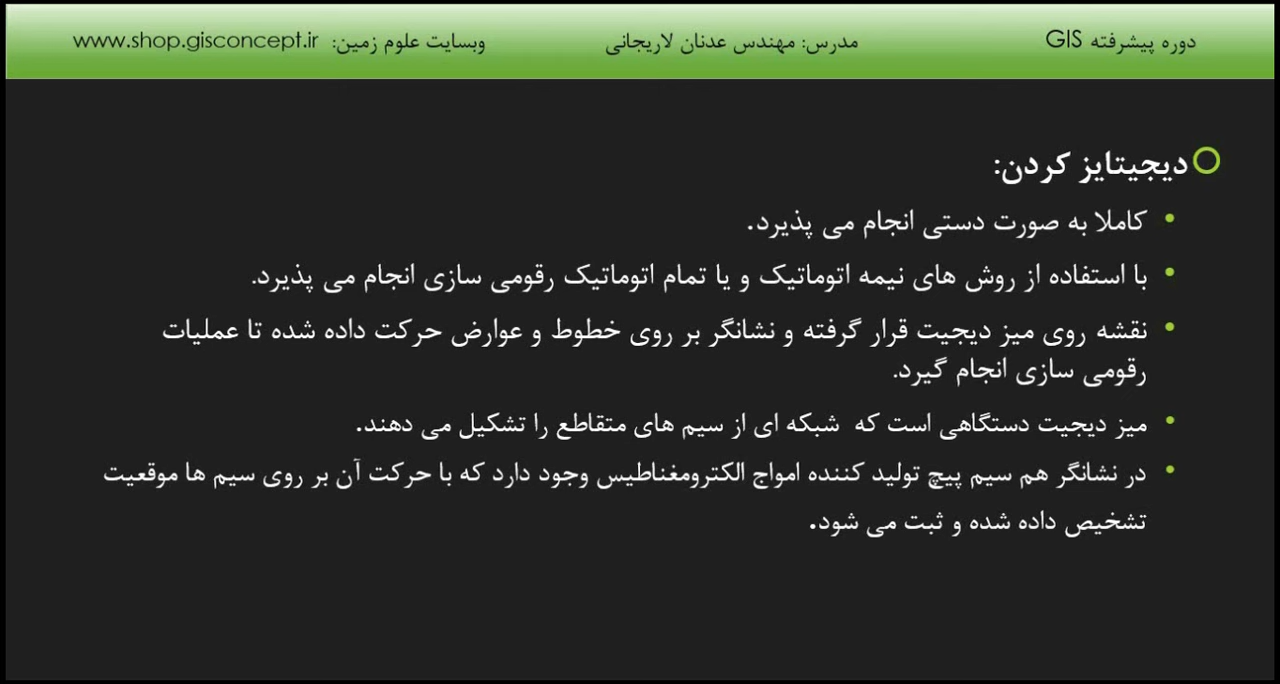 دوره پیشرفته GIS
مدرس: مهندس عدنان لاریجانی
وبسایت علوم زمین: www.shop.gisconcept.ir
دیجیتایز کردن:
• کاملا به صورت دستی انجام می پذیرد.
• با استفاده از روش های نیمه اتوماتیک و یا تمام اتوماتیک رقومی سازی انجام می پذیرد.
• نقشه روی میز دیجیت قرار گرفته و نشانگر بر روی خطوط و عوارض حرکت داده شده تا عملیات
رقومی سازی انجام گیرد.
• میز دیجیت دستگاهی است که شبکه ای از سیم های متقاطع را تشکیل می دهند.
• در نشانگر هم سیم پیچ تولید کننده امواج الکترومغناطیس وجود دارد که با حرکت آن بر روی سیم ها موقعیت
تشخیص داده شده و ثبت می شود.